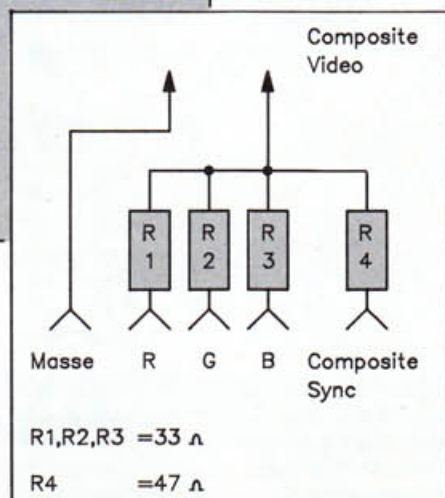 Composite
Video
R
1
R
2
R
3
R
4
Masse R G B Composite
Sync
R1,R2,R3 =33 Ω
R4 =47 Ω